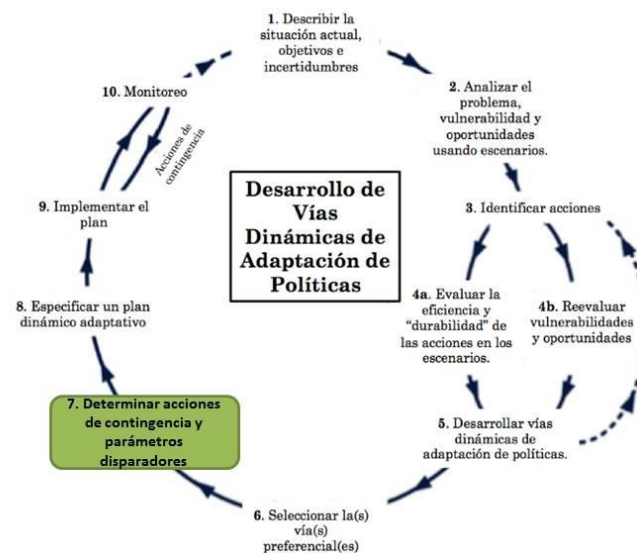 1. Describir la
situación actual,
objetivos e
incertidumbres
2. Analizar el
problema,
vulnerabilidad y
oportunidades
usando escenarios.
3. Identificar acciones
4a. Evaluar la
eficiencia y
“durabilidad” de
las acciones en los
escenarios.
4b. Reevaluar
vulnerabilidades
y oportunidades
5. Desarrollar vías
dinámicas de
adaptación de políticas.
6. Seleccionar la(s)
vía(s)
preferencial(es)
7. Determinar acciones
de contingencia y
parámetros
disparadores
8. Especificar un plan
dinámico adaptativo
9. Implementar el
plan
10. Monitoreo
Acciones de
contingencia
Desarrollo de
Vías
Dinámicas de
Adaptación de
Políticas